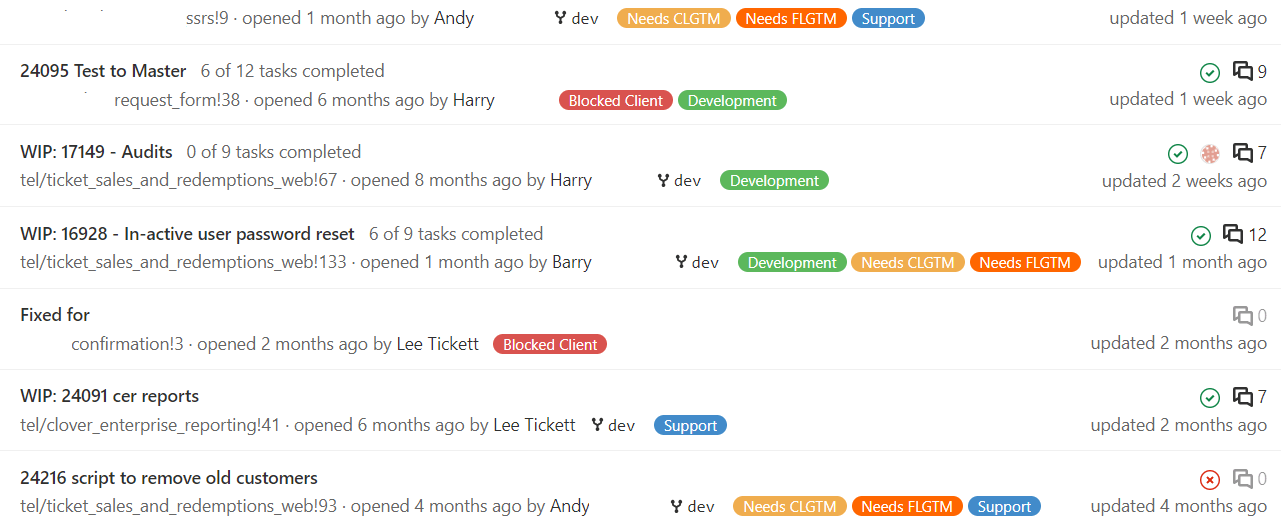 ssrs!9 · opened 1 month ago by Andy dev Needs CLGTM Needs FLGTM Support updated 1 week ago
24095 Test to Master 6 of 12 tasks completed 9
request_form!38 · opened 6 months ago by Harry Blocked Client Development updated 1 week ago
WIP: 17149 - Audits 0 of 9 tasks completed 7
tel/ticket_sales_and_redemptions_web!67 · opened 8 months ago by Harry dev Development updated 2 weeks ago
WIP: 16928 - In-active user password reset 6 of 9 tasks completed 12
tel/ticket_sales_and_redemptions_web!133 · opened 1 month ago by Barry dev Development Needs CLGTM Needs FLGTM updated 1 month ago
Fixed for 0
confirmation!3 · opened 2 months ago by Lee Tickett Blocked Client updated 2 months ago
WIP: 24091 cer reports 7
tel/clover_enterprise_reporting!41 · opened 6 months ago by Lee Tickett dev Support updated 2 months ago
24216 script to remove old customers 0
tel/ticket_sales_and_redemptions_web!93 · opened 4 months ago by Andy dev Needs CLGTM Needs FLGTM Support updated 4 months ago